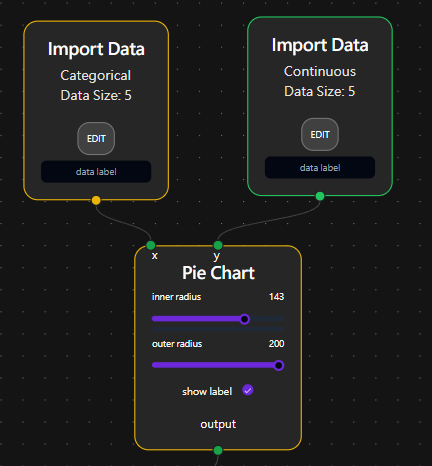 Import Data
Categorical
Data Size: 5
EDIT
data label
Import Data
Continuous
Data Size: 5
EDIT
data label
x
y
Pie Chart
inner radius 143
outer radius 200
show label
output